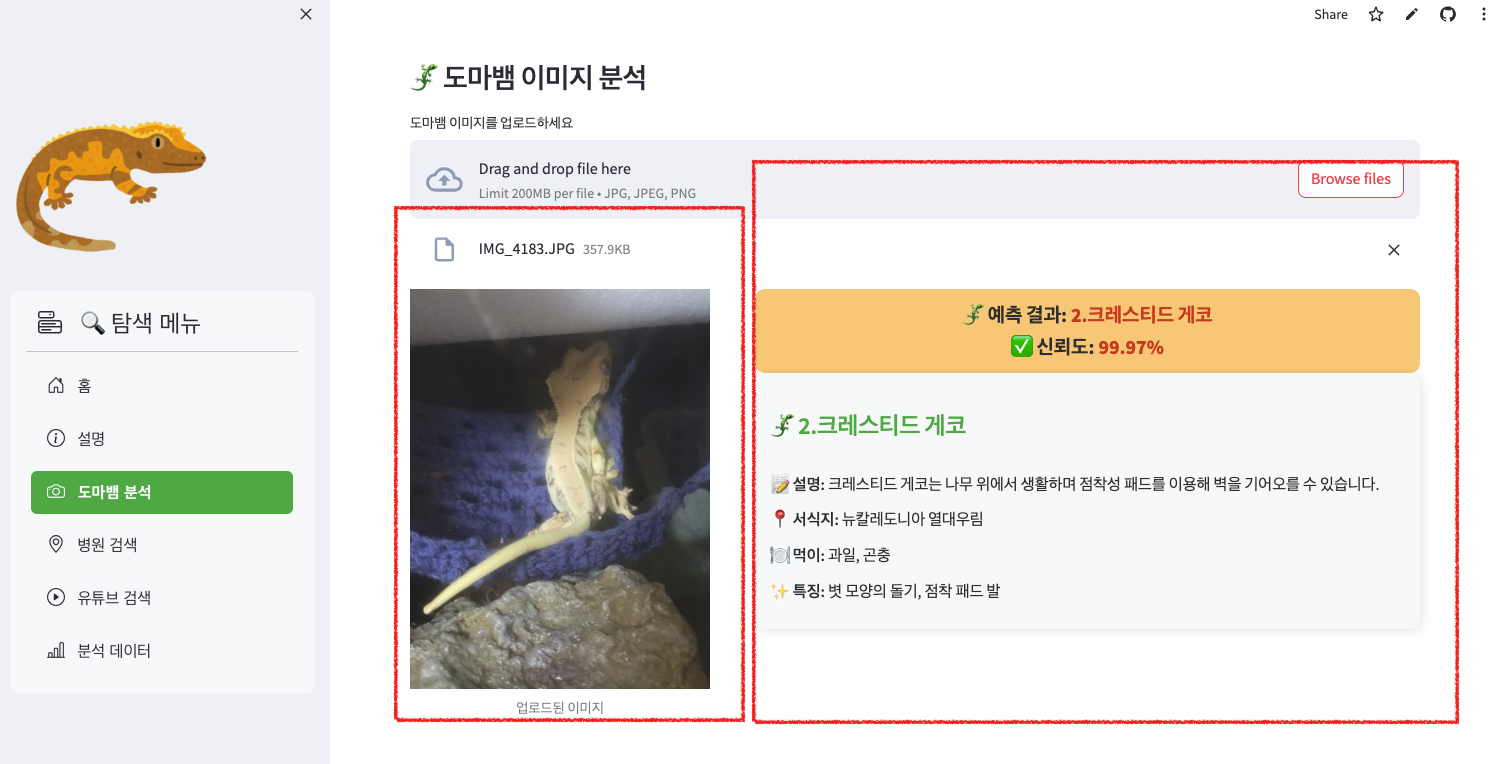 Share
🔍 탐색 메뉴
홈
설명
도마뱀 분석
병원 검색
유튜브 검색
분석 데이터
🦎 도마뱀 이미지 분석
도마뱀 이미지를 업로드하세요
Drag and drop file here
Limit 200MB per file • JPG, JPEG, PNG
Browse files
IMG_4183.JPG 357.9KB
업로드된 이미지
🦎 예측 결과: 2.크레스티드 게코
✅ 신뢰도: 99.97%
🦎 2.크레스티드 게코
📝 설명: 크레스티드 게코는 나무 위에서 생활하며 점착성 패드를 이용해 벽을 기어오를 수 있습니다.
📍 서식지: 뉴칼레도니아 열대우림
🍽️ 먹이: 과일, 곤충
✨ 특징: 볏 모양의 돌기, 점착 패드 발